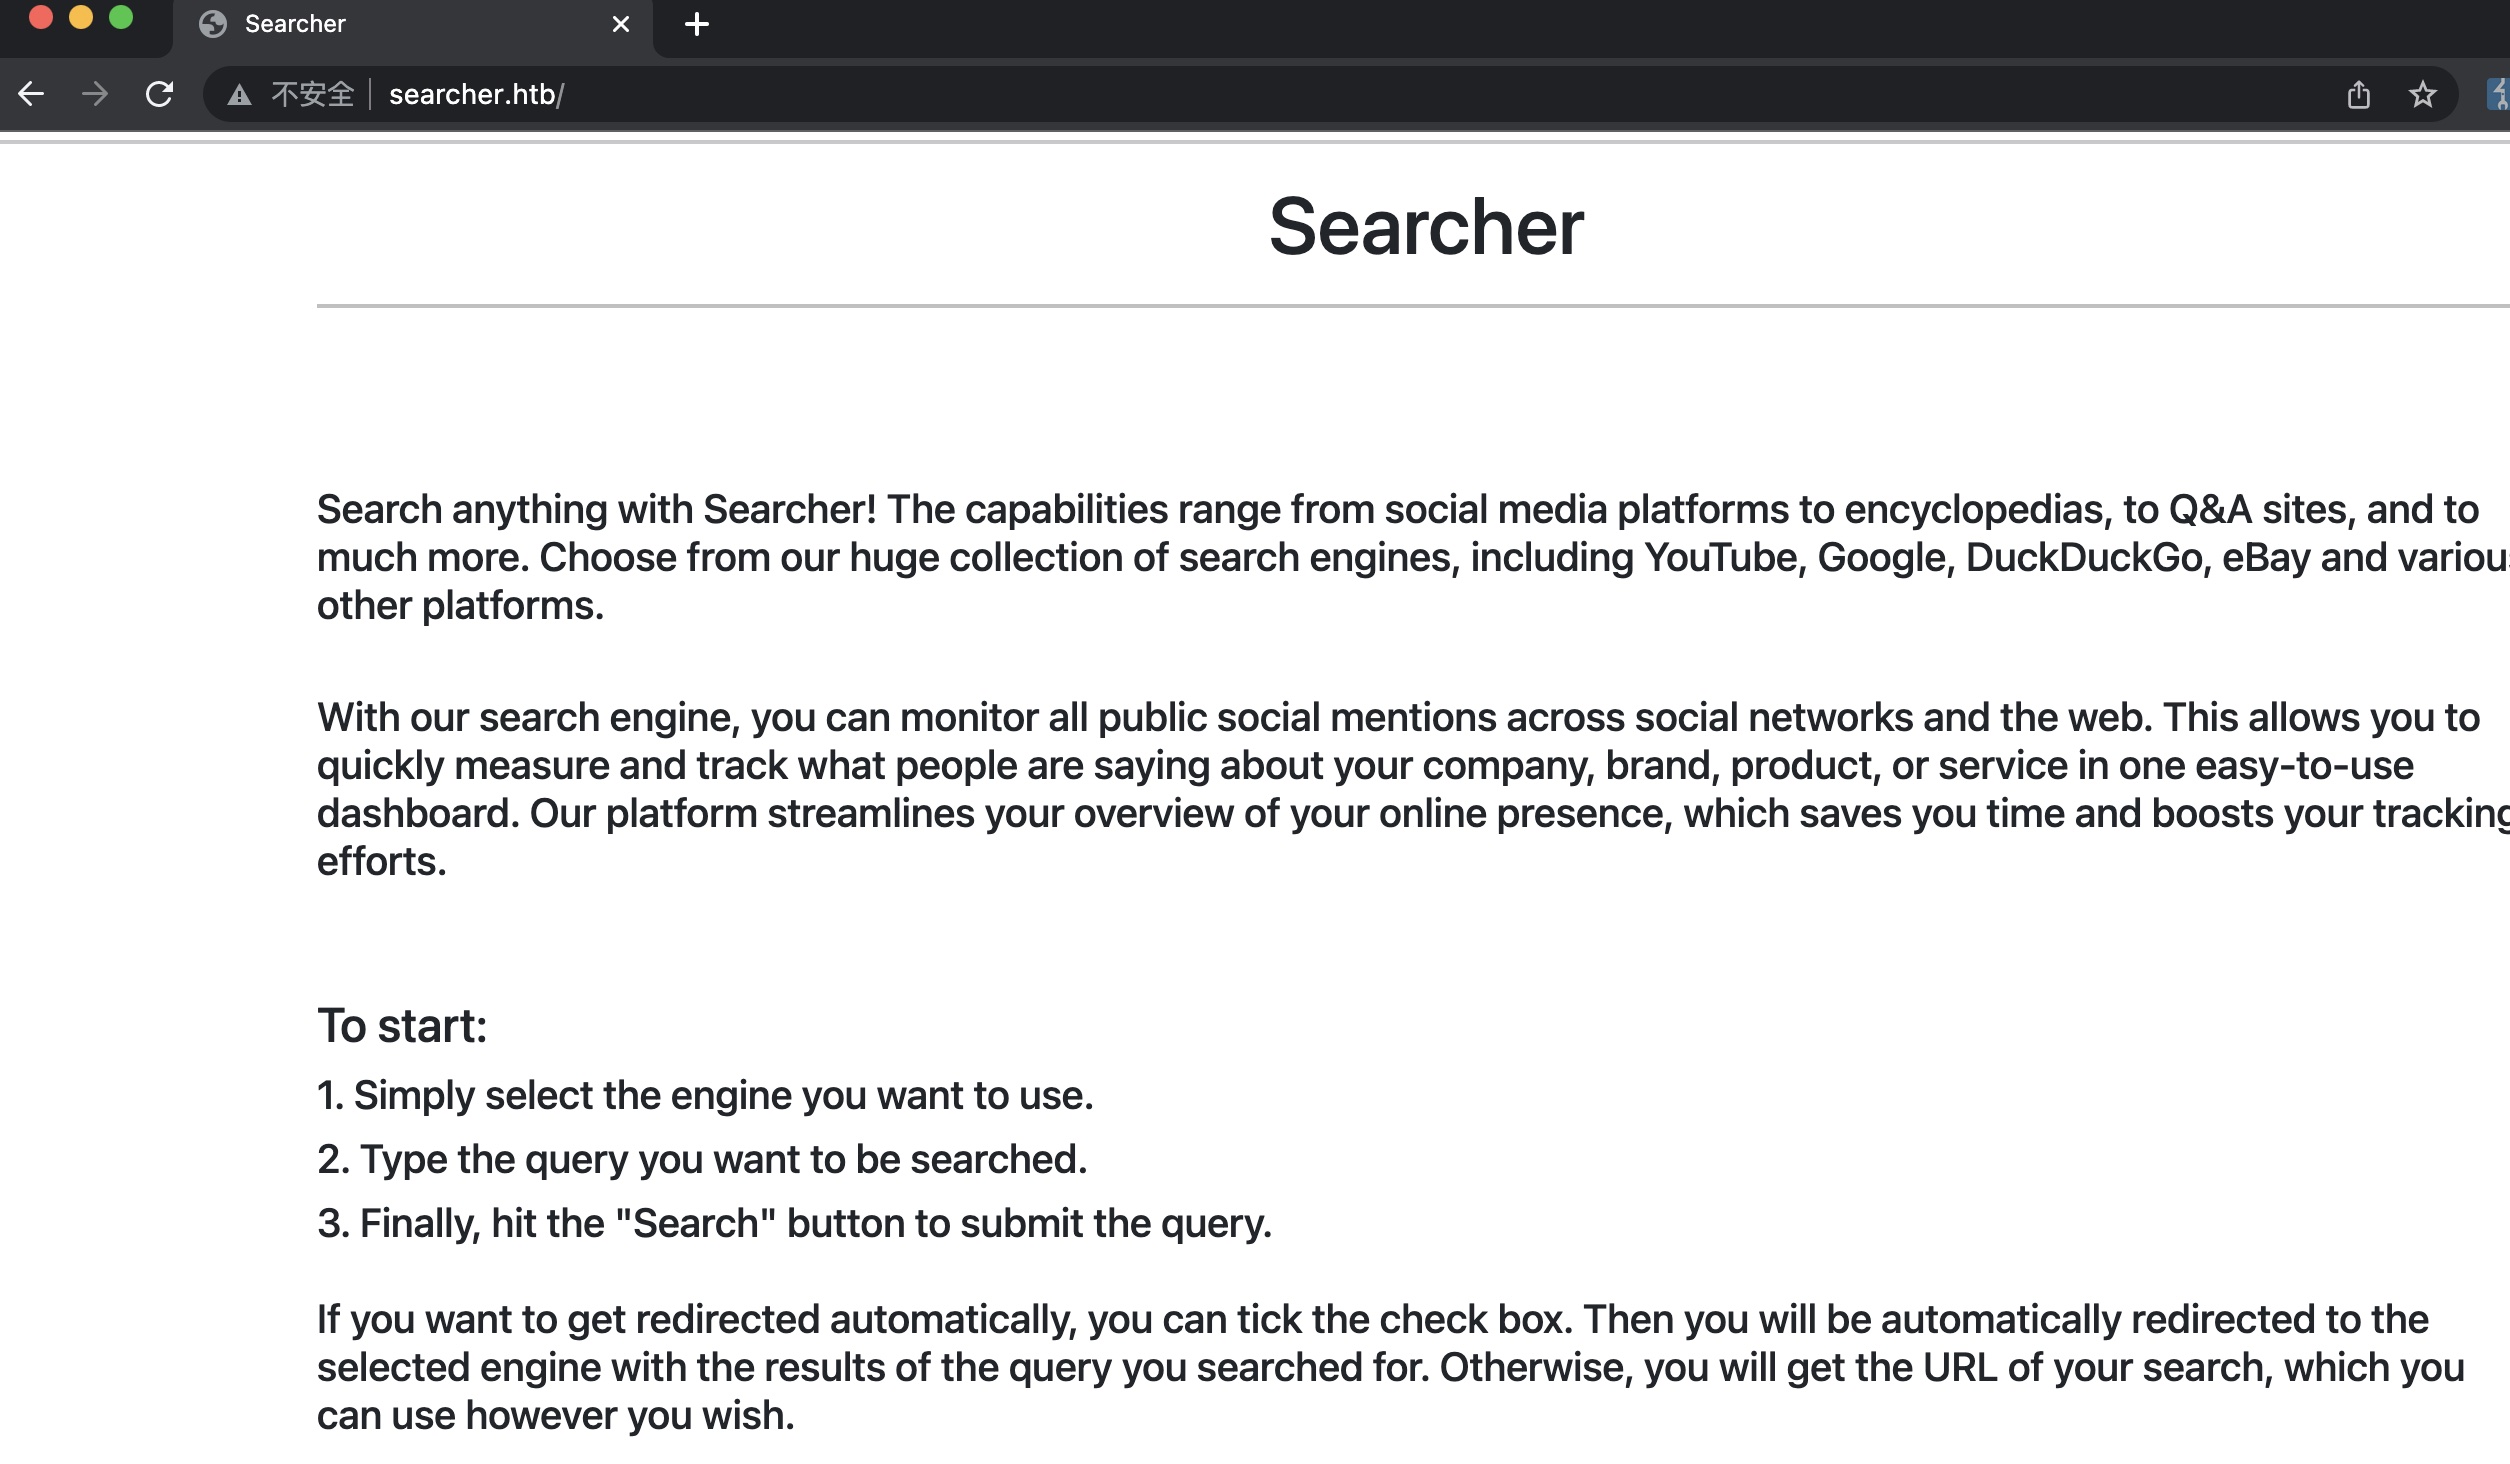 Searcher
不安全 searcher.htb/
Searcher
Search anything with Searcher! The capabilities range from social media platforms to encyclopedias, to Q&A sites, and to
much more. Choose from our huge collection of search engines, including YouTube, Google, DuckDuckGo, eBay and various
other platforms.
With our search engine, you can monitor all public social mentions across social networks and the web. This allows you to
quickly measure and track what people are saying about your company, brand, product, or service in one easy-to-use
dashboard. Our platform streamlines your overview of your online presence, which saves you time and boosts your tracking
efforts.
To start:
1. Simply select the engine you want to use.
2. Type the query you want to be searched.
3. Finally, hit the "Search" button to submit the query.
If you want to get redirected automatically, you can tick the check box. Then you will be automatically redirected to the
selected engine with the results of the query you searched for. Otherwise, you will get the URL of your search, which you
can use however you wish.